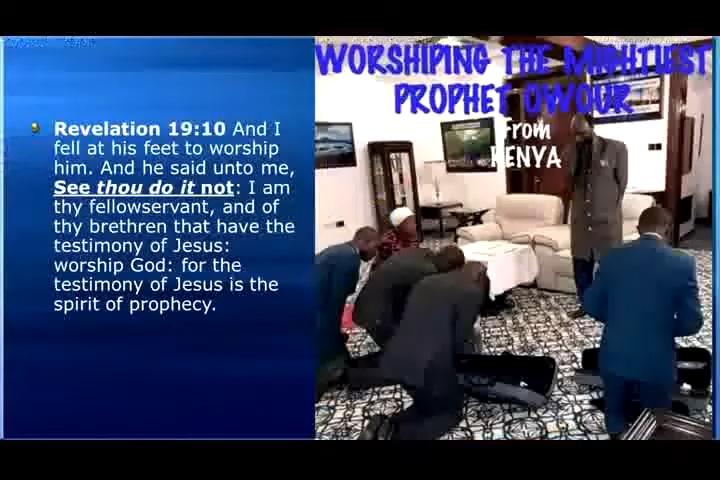 Revelation 19:10 And I
fell at his feet to worship
him. And he said unto me,
See thou do it not: I am
thy fellowservant, and of
thy brethren that have the
testimony of Jesus:
worship God: for the
testimony of Jesus is the
spirit of prophecy.
WORSHIPING THE MIGHTIEST
PROPHET OWOUR
From
KENYA